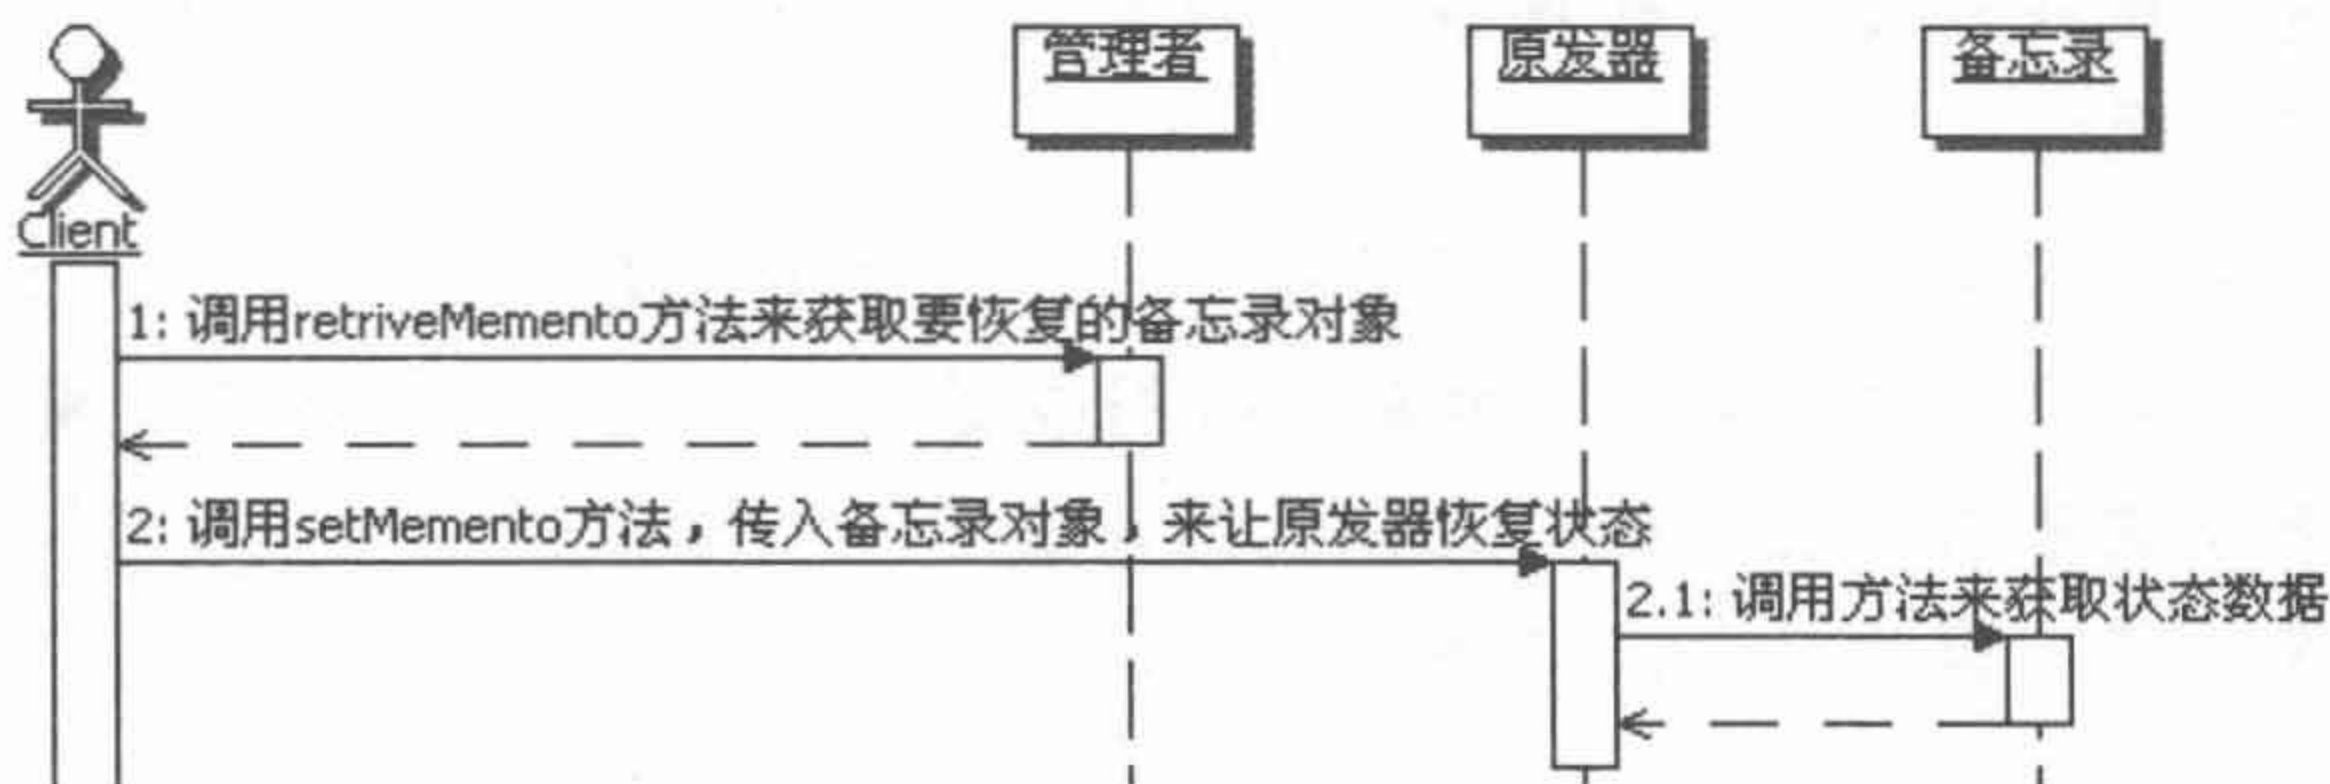 管理者
原发器
备忘录
Client
1: 调用retriveMemento方法来获取要恢复的备忘录对象
2: 调用setMemento方法，传入备忘录对象，来让原发器恢复状态
2.1: 调用方法来获取状态数据